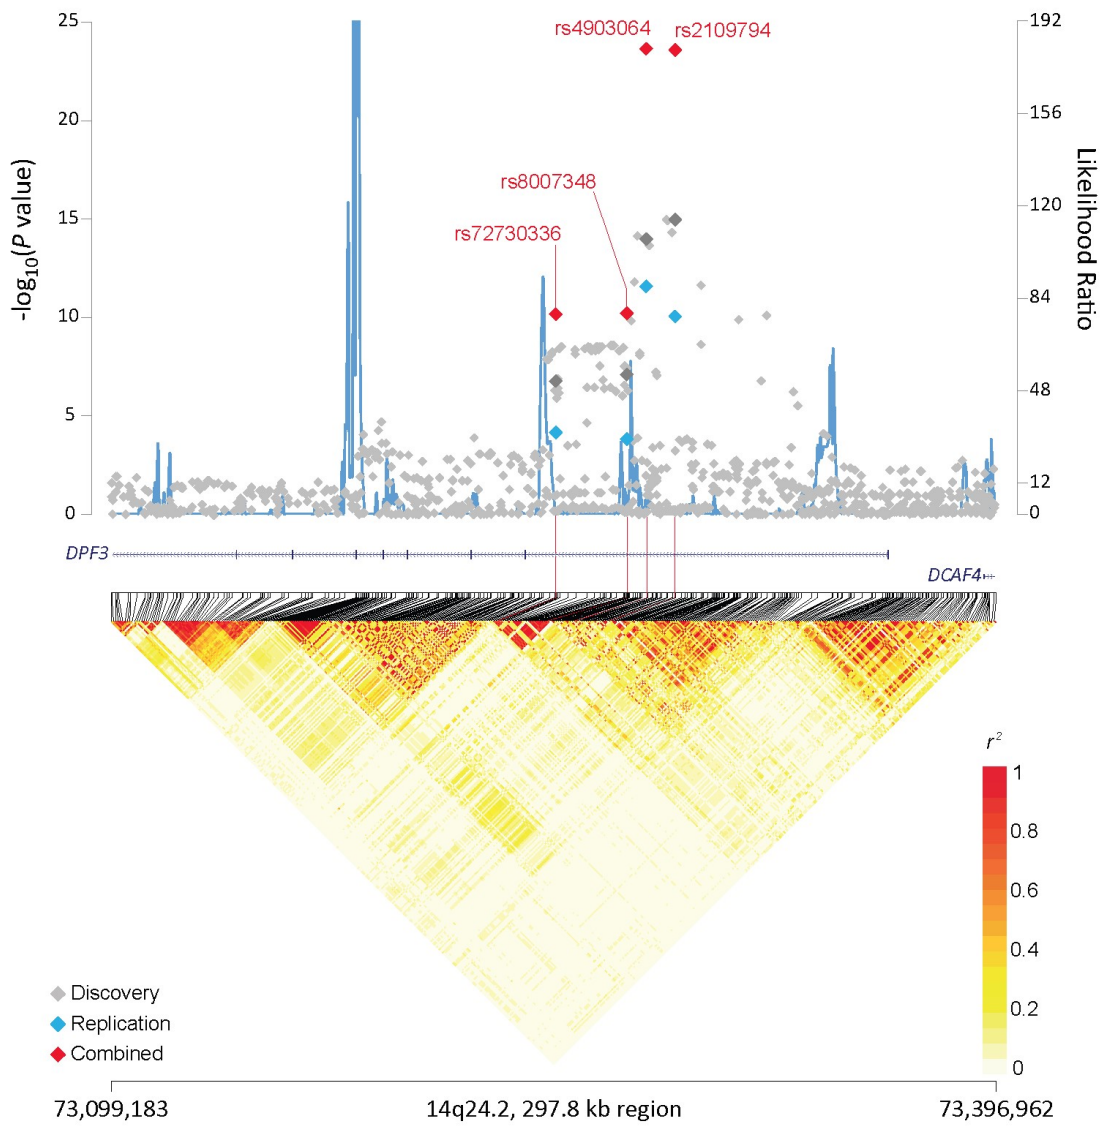 25
20
15
10
5
0
-log10(P value)
192
156
120
84
48
12
0
Likelihood Ratio
rs4903064
rs2109794
rs8007348
rs72730336
DPF3
DCAF4
r2
1
0.8
0.6
0.4
0.2
0
Discovery
Replication
Combined
73,099,183
14q24.2, 297.8 kb region
73,396,962